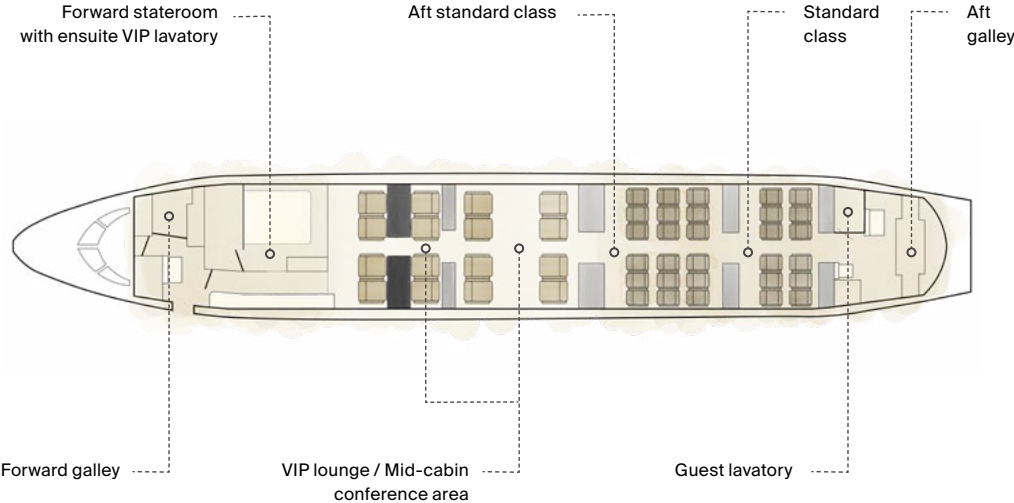 Forward stateroom
with ensuite VIP lavatory
Aft standard class
Standard
class
Aft
galley
Forward galley
VIP lounge / Mid-cabin
conference area
Guest lavatory